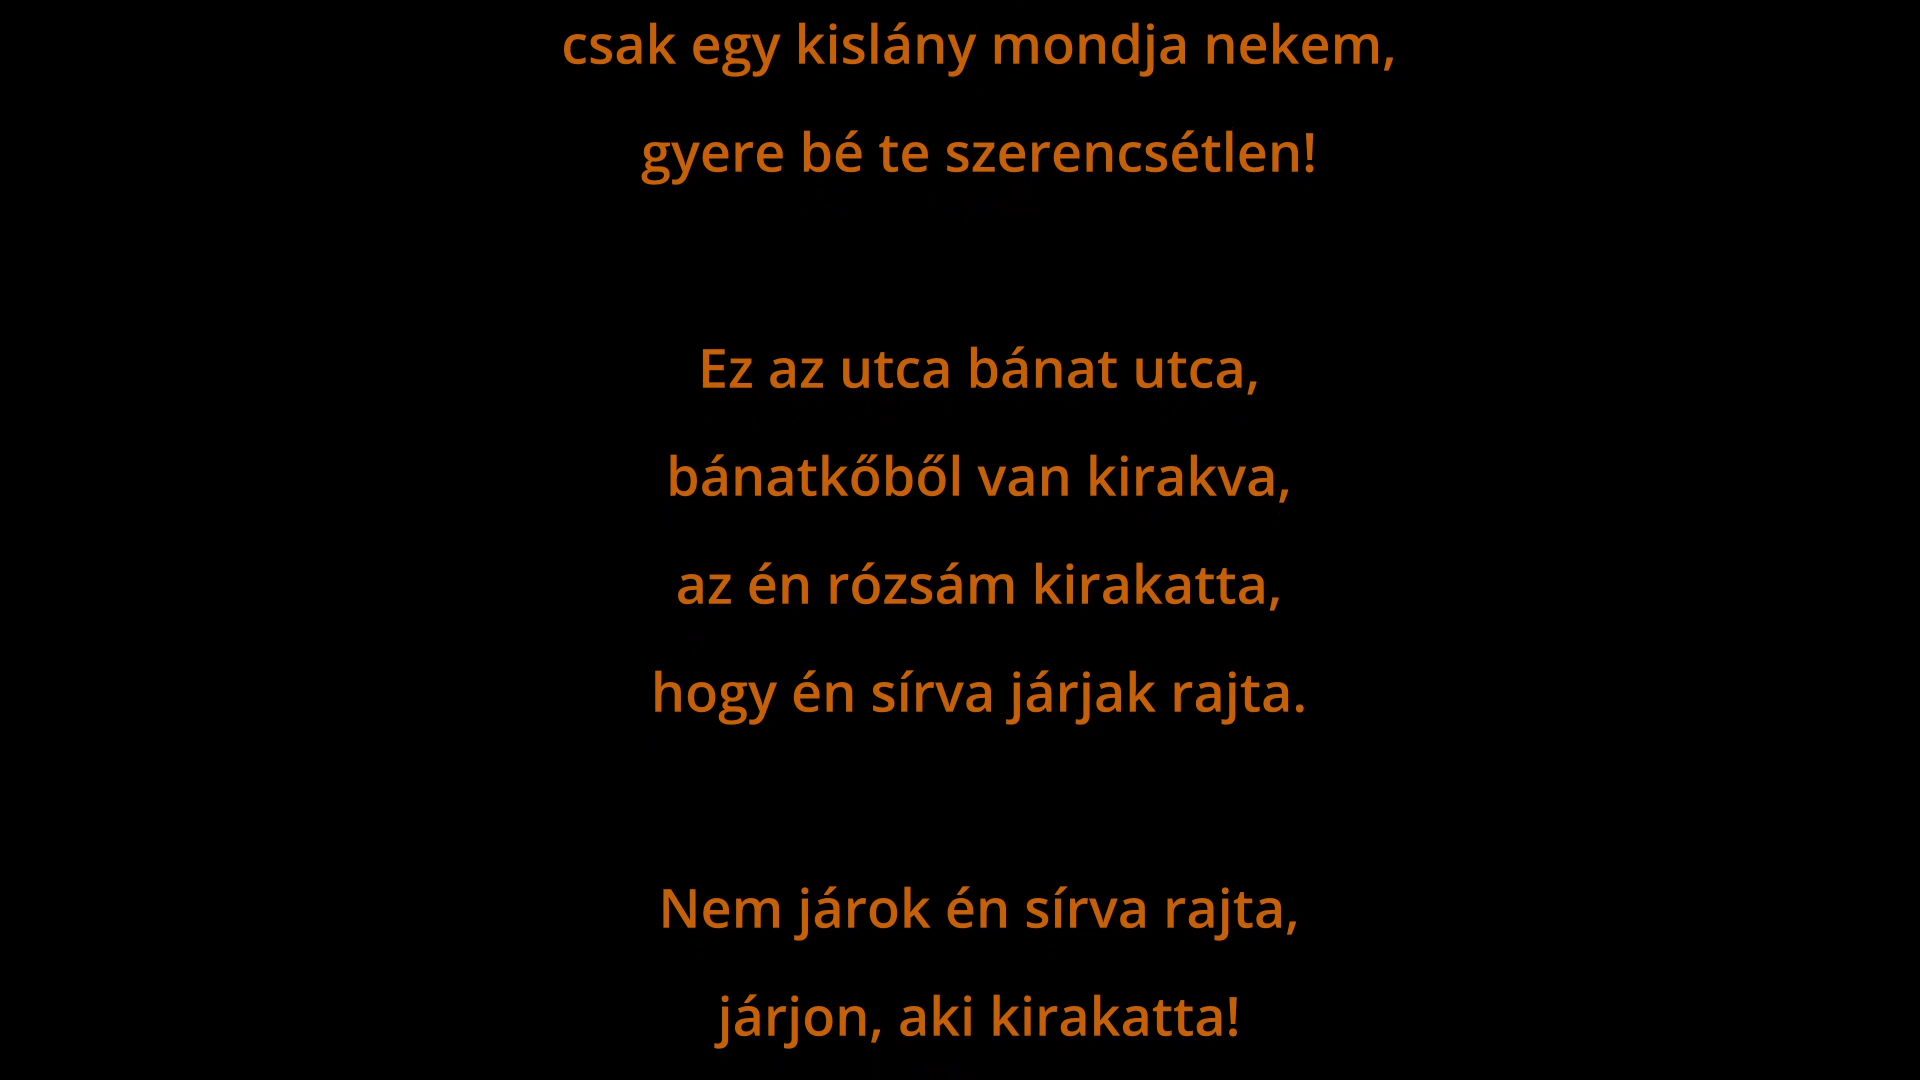 csak egy kislány mondja nekem,
gyere bé te szerencsétlen!
Ez az utca bánat utca,
bánatkőből van kirakva,
az én rózsám kirakatta,
hogy én sírva járjak rajta.
Nem járok én sírva rajta,
járjon, aki kirakatta!